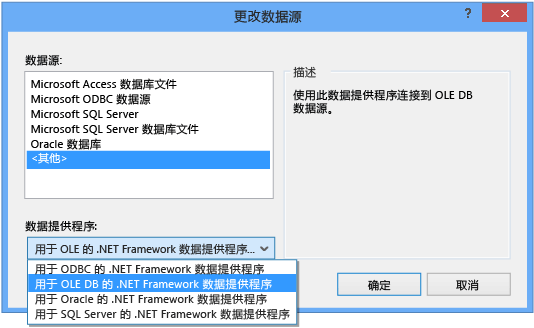 更改数据源
?
数据源:
Microsoft Access 数据库文件
Microsoft ODBC 数据源
Microsoft SQL Server
Microsoft SQL Server 数据库文件
Oracle 数据库
<其他>
描述
使用此数据提供程序连接到 OLE DB
数据源。
数据提供程序:
用于 OLE 的 .NET Framework 数据提供程序...
用于 ODBC 的 .NET Framework 数据提供程序
用于 OLE DB 的 .NET Framework 数据提供程序
用于 Oracle 的 .NET Framework 数据提供程序
用于 SQL Server 的 .NET Framework 数据提供程序
确定
取消